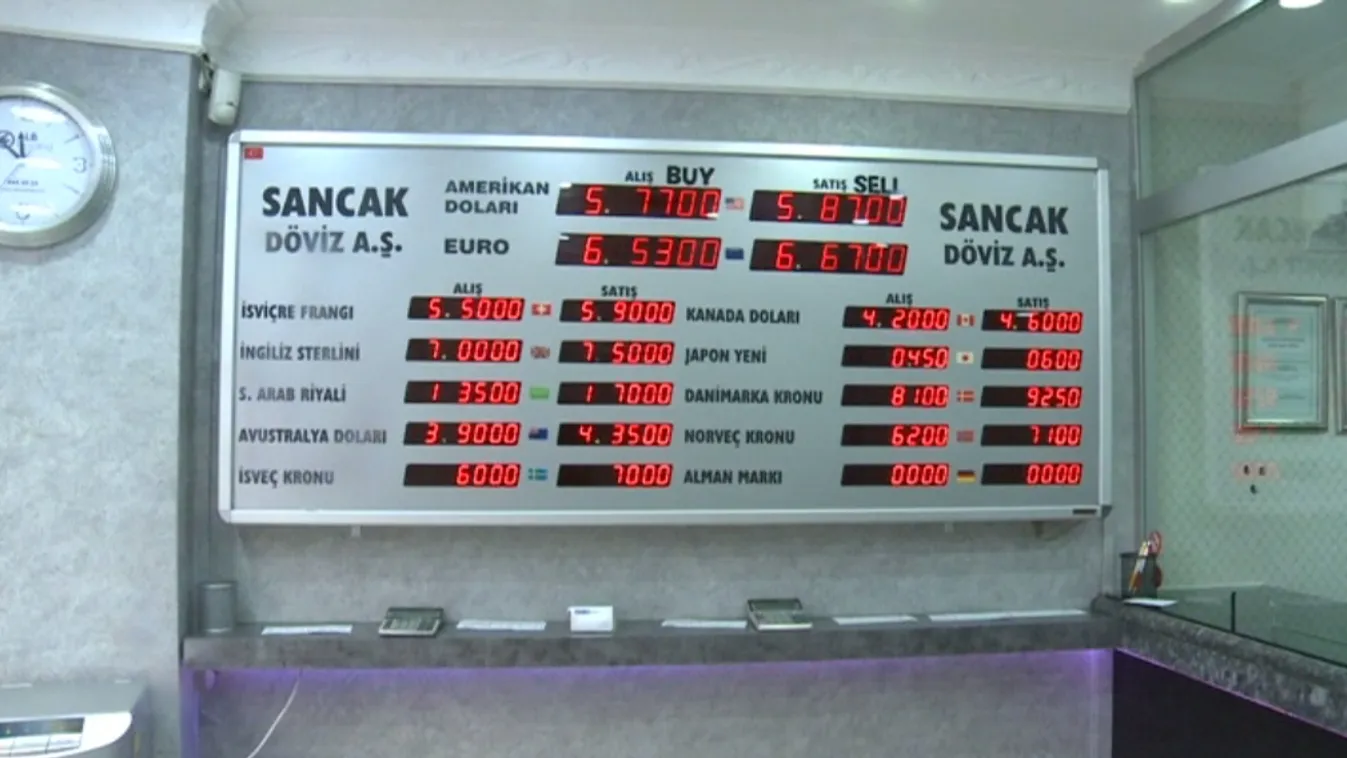 ALIŞ BUY SATIŞ SELL
SANCAK
DÖVİZ A.Ş.
AMERİKAN DOLARI 5.7700 5.8700
EURO 6.5300 6.6700
SANCAK
DÖVİZ A.Ş.
ALIŞ SATIŞ
İSVİÇRE FRANGI 5.5000 5.9000
İNGİLİZ STERLİNİ 7.0000 7.5000
S. ARAB RİYALİ 1 3500 1 7000
AVUSTRALYA DOLARI 3.9000 4.3500
İSVEÇ KRONU 6000 7000
ALIŞ SATIŞ
KANADA DOLARI 4.2000 4.6000
JAPON YENİ 0450 0600
DANİMARKA KRONU 8100 9250
NORVEÇ KRONU 6200 7100
ALMAN MARKI 0000 0000
3